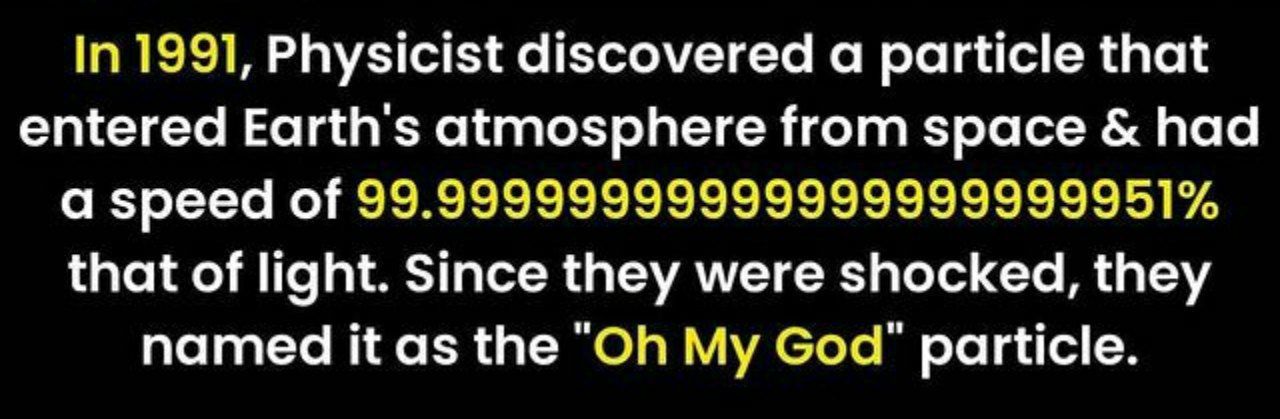 In 1991, Physicist discovered a particle that
entered Earth's atmosphere from space & had
a speed of 99.99999999999999999999951%
that of light. Since they were shocked, they
named it as the "Oh My God" particle.